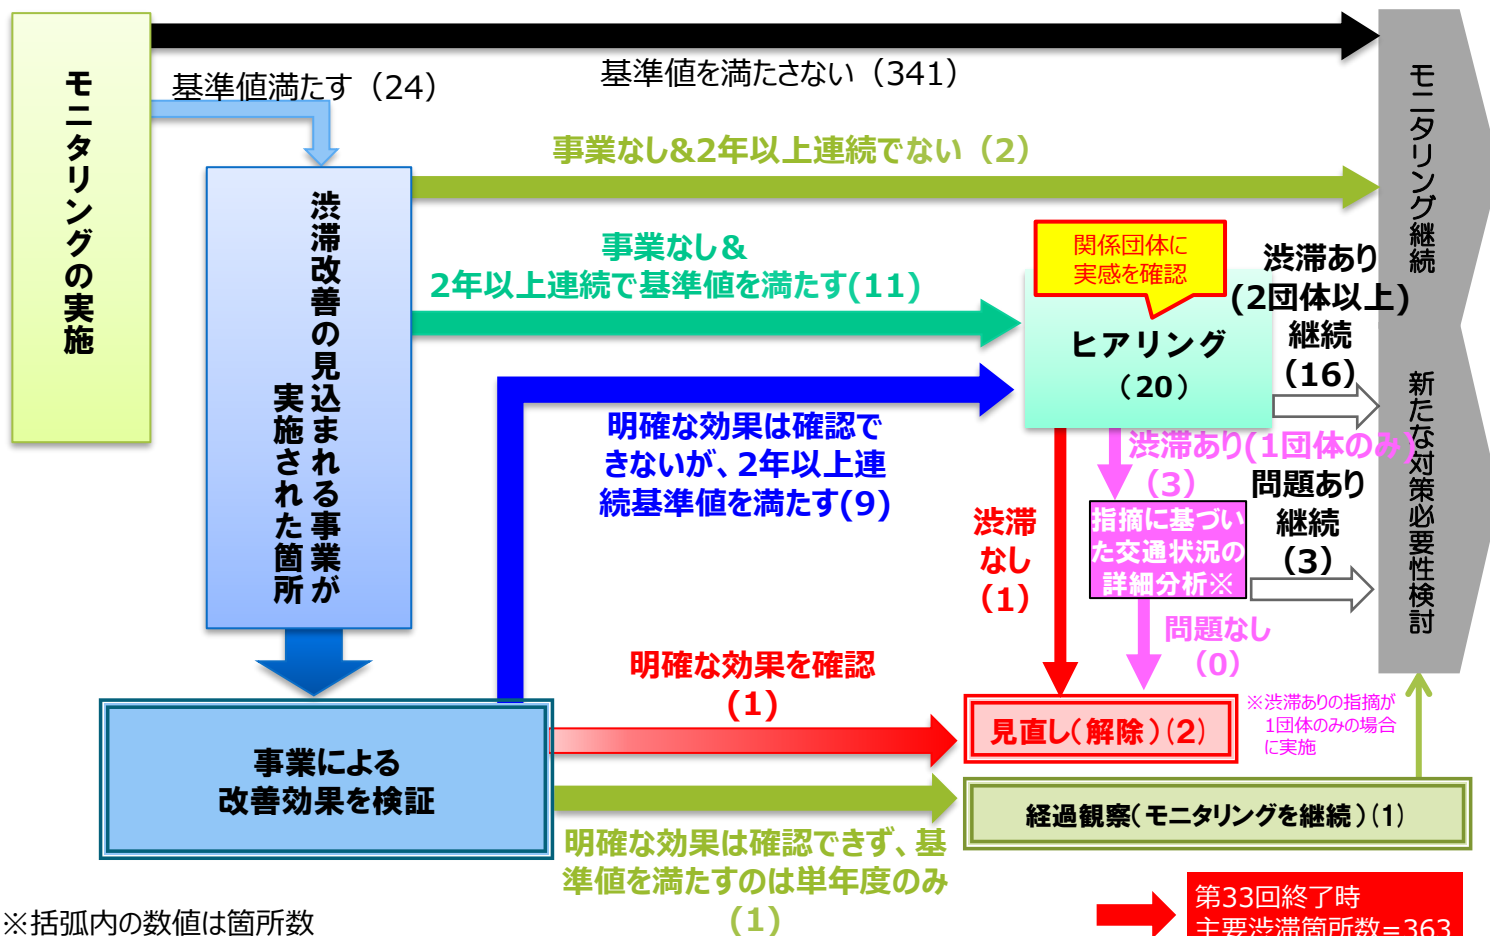 モニタリングの実施
基準値満たす（24）
基準値を満たさない（341）
モニタリング継続
新たな対策必要性検討
渋滞改善の見込まれる事業が
実施された箇所
事業なし&2年以上連続でない（2）
事業なし＆
2年以上連続で基準値を満たす(11)
関係団体に
実感を確認
ヒアリング
（20）
渋滞あり
(2団体以上)
継続
（16）
明確な効果は確認で
きないが、2年以上連
続基準値を満たす(9)
渋滞あり(1団体のみ)
（3）
問題あり
継続
（3）
指摘に基づい
た交通状況の
詳細分析※
渋滞
なし
（1）
問題なし
（0）
明確な効果を確認
(1)
見直し（解除）(2)
※渋滞ありの指摘が
1団体のみの場合
に実施
事業による
改善効果を検証
経過観察（モニタリングを継続）(1)
明確な効果は確認できず、基
準値を満たすのは単年度のみ
（1）
※括弧内の数値は箇所数
第33回終了時
主要渋滞箇所数=363